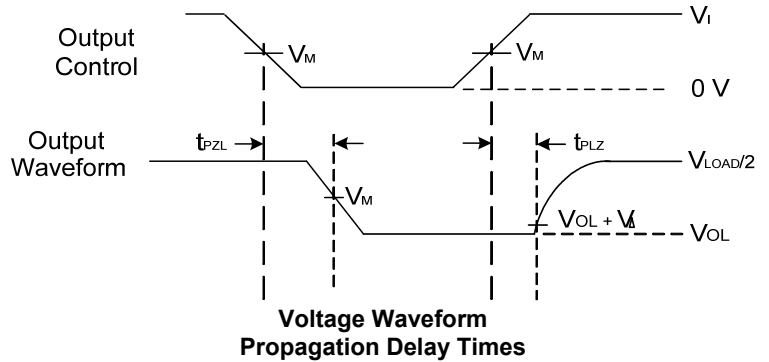 Output
Control
VM
VM
VI
0 V
Output
Waveform
tPZL
tPLZ
VLOAD/2
VM
VOL + VΔ
VOL
Voltage Waveform
Propagation Delay Times